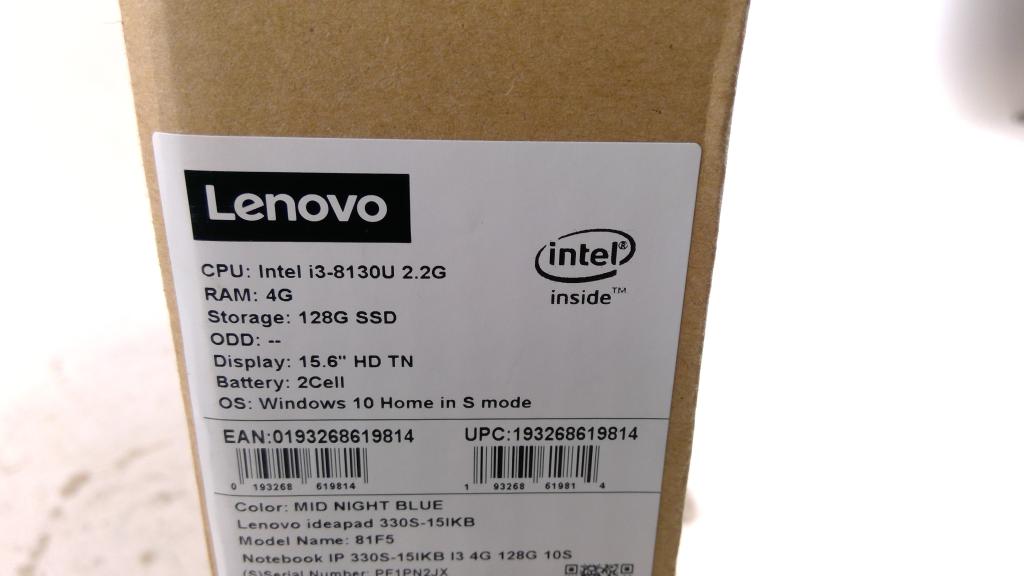 Lenovo
intel®
inside™
CPU: Intel i3-8130U 2.2G
RAM: 4G
Storage: 128G SSD
ODD: --
Display: 15.6" HD TN
Battery: 2Cell
OS: Windows 10 Home in S mode
EAN:0193268619814 UPC:193268619814
0 193268 619814 1 93268 61981 4
Color: MID NIGHT BLUE
Lenovo ideapad 330S-15IKB
Model Name: 81F5
Notebook IP 330S-15IKB I3 4G 128G 10S
(S)Serial Number: PF1PN2JX